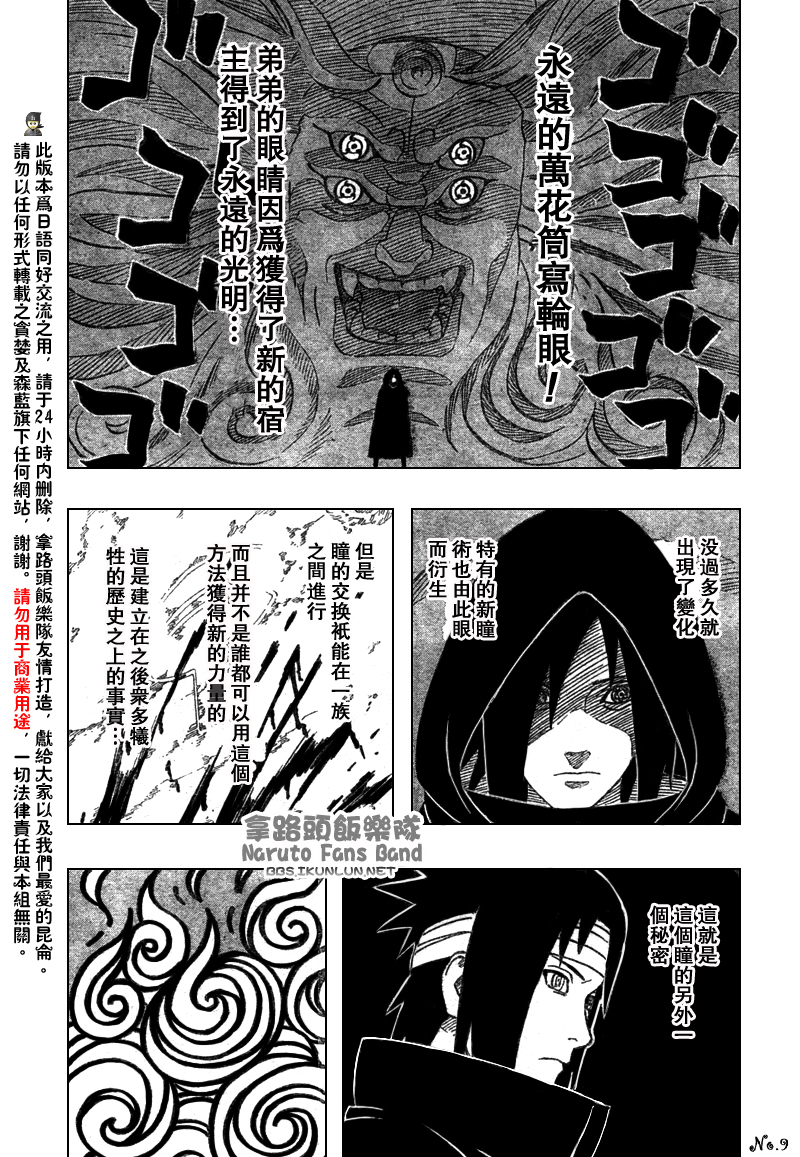 永遠的萬花筒寫輪眼！
弟弟的眼睛因爲獲得了新的宿
主得到了永遠的光明…
ゴゴゴゴゴ
ゴゴゴゴ
没過多久就
出現了變化
特有的新瞳
術也由此眼
而衍生
但是
瞳的交换衹能在一族
之間進行
而且并不是誰都可以用這個
方法獲得新的力量的
這是建立在之後衆多犧
牲的歷史之上的事實…
這就是
這個瞳的另外一
個秘密
拿路頭飯樂隊
Naruto Fans Band
BBS.IKUNLUN.NET
此版本爲日語同好交流之用，請于24小時内删除，拿路頭飯樂隊友情打造，獻給大家以及我們最愛的昆侖。
請勿以任何形式轉載之貪婪及森藍旗下任何網站，謝謝。請勿用于商業用途，一切法律責任與本組無關。
No.9